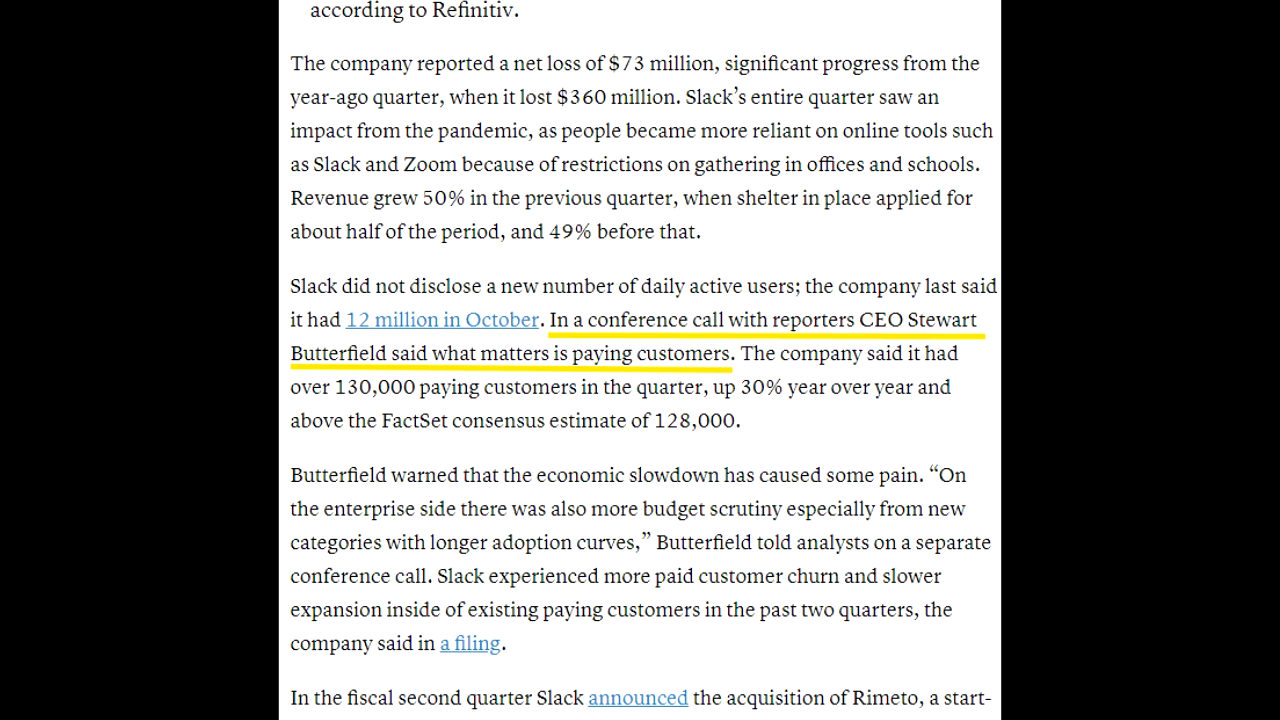 according to Refinitiv.
The company reported a net loss of $73 million, significant progress from the
year-ago quarter, when it lost $360 million. Slack’s entire quarter saw an
impact from the pandemic, as people became more reliant on online tools such
as Slack and Zoom because of restrictions on gathering in offices and schools.
Revenue grew 50% in the previous quarter, when shelter in place applied for
about half of the period, and 49% before that.
Slack did not disclose a new number of daily active users; the company last said
it had 12 million in October. In a conference call with reporters CEO Stewart
Butterfield said what matters is paying customers. The company said it had
over 130,000 paying customers in the quarter, up 30% year over year and
above the FactSet consensus estimate of 128,000.
Butterfield warned that the economic slowdown has caused some pain. “On
the enterprise side there was also more budget scrutiny especially from new
categories with longer adoption curves,” Butterfield told analysts on a separate
conference call. Slack experienced more paid customer churn and slower
expansion inside of existing paying customers in the past two quarters, the
company said in a filing.
In the fiscal second quarter Slack announced the acquisition of Rimeto, a start-